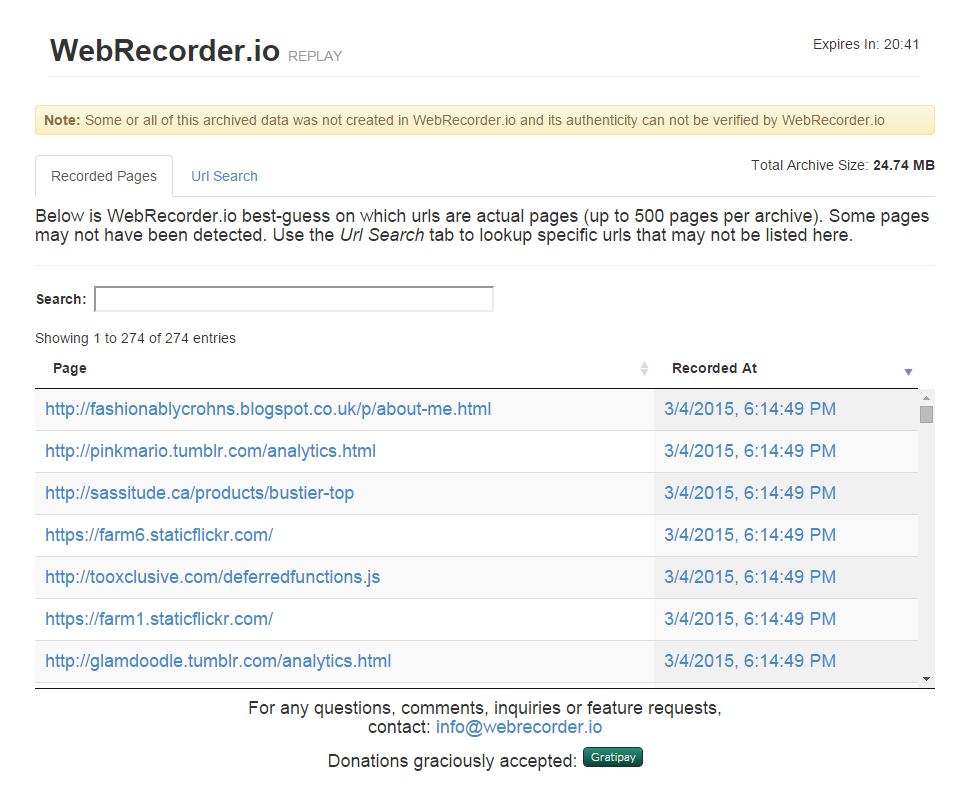 WebRecorder.io REPLAY
Expires In: 20:41
Note: Some or all of this archived data was not created in WebRecorder.io and its authenticity can not be verified by WebRecorder.io
Recorded Pages
Url Search
Total Archive Size: 24.74 MB
Below is WebRecorder.io best-guess on which urls are actual pages (up to 500 pages per archive). Some pages
may not have been detected. Use the Url Search tab to lookup specific urls that may not be listed here.
Search:
Showing 1 to 274 of 274 entries
Page Recorded At
http://fashionablycrohns.blogspot.co.uk/p/about-me.html 3/4/2015, 6:14:49 PM
http://pinkmario.tumblr.com/analytics.html 3/4/2015, 6:14:49 PM
http://sassitude.ca/products/bustier-top 3/4/2015, 6:14:49 PM
https://farm6.staticflickr.com/ 3/4/2015, 6:14:49 PM
http://tooxclusive.com/deferredfunctions.js 3/4/2015, 6:14:49 PM
https://farm1.staticflickr.com/ 3/4/2015, 6:14:49 PM
http://glamdoodle.tumblr.com/analytics.html 3/4/2015, 6:14:49 PM
For any questions, comments, inquiries or feature requests,
contact: info@webrecorder.io
Donations graciously accepted: Gratipay